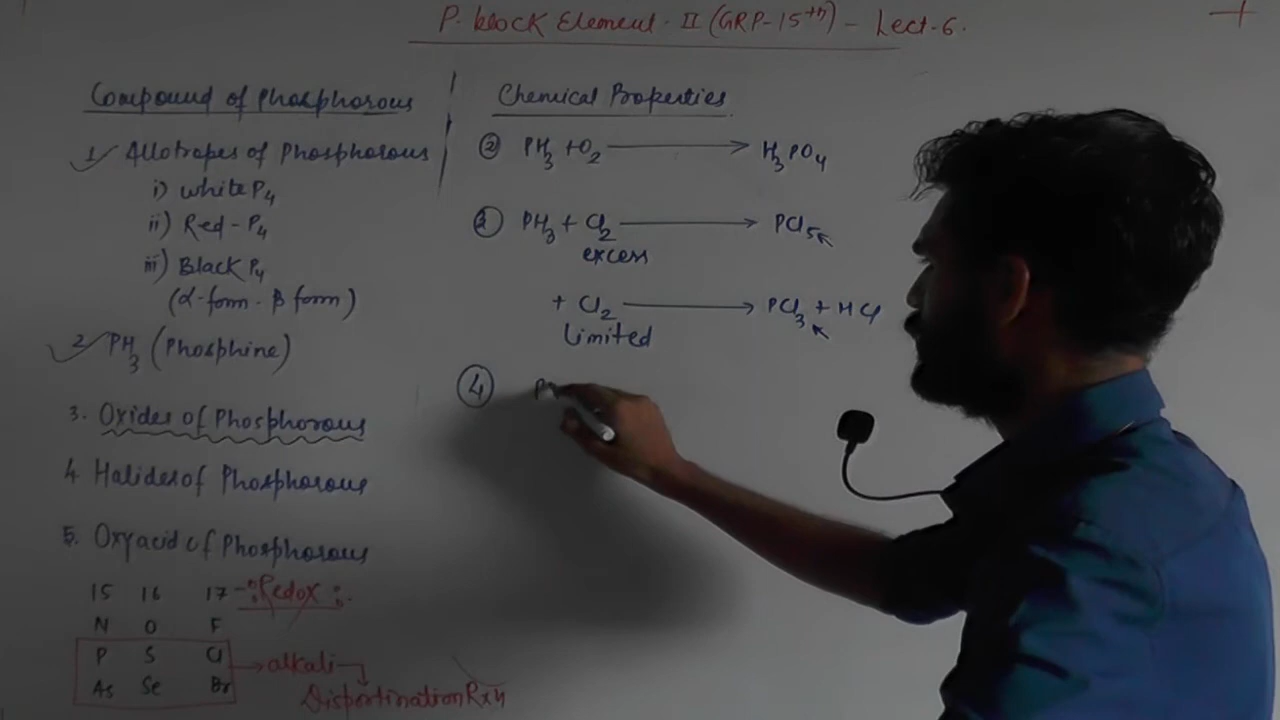 P. block Element - II (GRP-15th) - Lect. 6.
Compound of Phosphorous
1 Allotropes of Phosphorous
i) white P4
ii) Red - P4
iii) Black P4
(α-form - β form)
2 PH3 (Phosphine)
3. Oxides of Phosphorous
4 Halides of Phosphorous
5. Oxyacid of Phosphorous
15 16 17 - Redox
N O F
P S Cl → alkali
As Se Br Disportination Rxn
Chemical Properties
② PH3 + O2 ⟶ H3PO4
③ PH3 + Cl2 ⟶ PCl5
excess
+ Cl2 ⟶ PCl3 + HCl
Limited
④ P